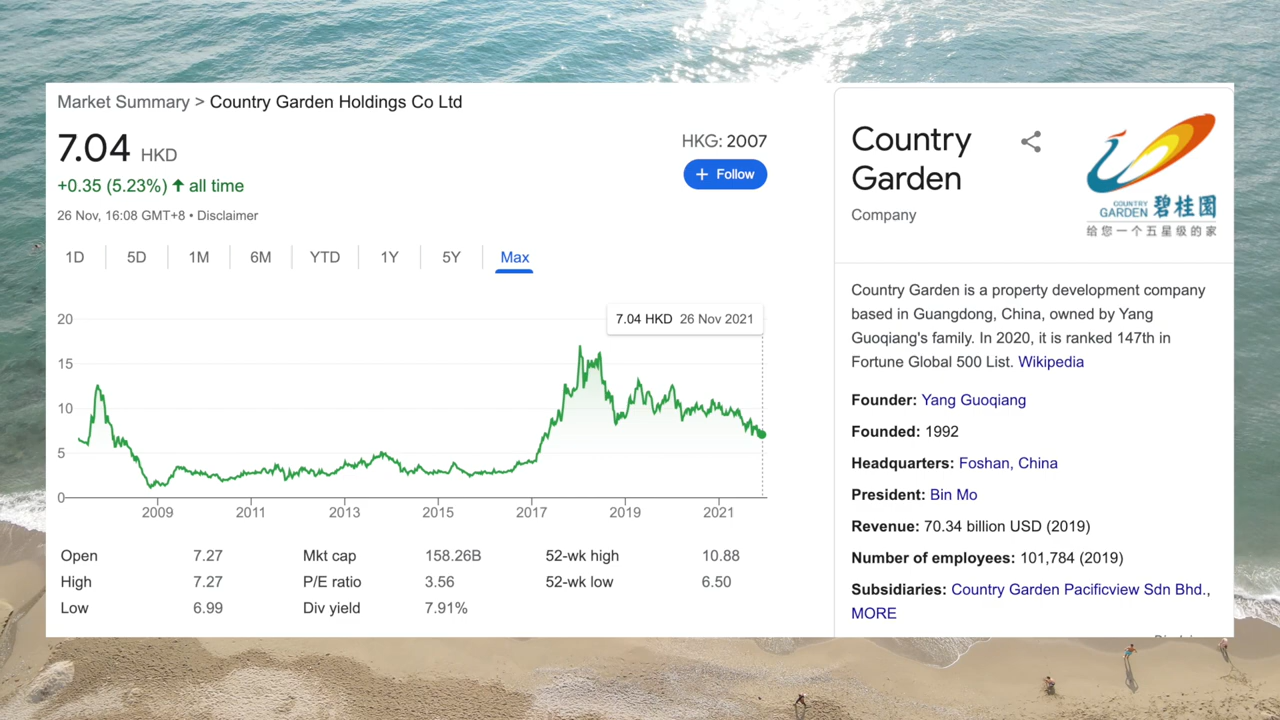 Market Summary > Country Garden Holdings Co Ltd
7.04 HKD
HKG: 2007
+ Follow
+0.35 (5.23%) ↑ all time
26 Nov, 16:08 GMT+8 • Disclaimer
1D 5D 1M 6M YTD 1Y 5Y Max
7.04 HKD 26 Nov 2021
20
15
10
5
0
2009 2011 2013 2015 2017 2019 2021
Open 7.27 Mkt cap 158.26B 52-wk high 10.88
High 7.27 P/E ratio 3.56 52-wk low 6.50
Low 6.99 Div yield 7.91%
Country
Garden
Company
COUNTRY
GARDEN 碧桂園
给您一个五星级的家
Country Garden is a property development company
based in Guangdong, China, owned by Yang
Guoqiang's family. In 2020, it is ranked 147th in
Fortune Global 500 List. Wikipedia
Founder: Yang Guoqiang
Founded: 1992
Headquarters: Foshan, China
President: Bin Mo
Revenue: 70.34 billion USD (2019)
Number of employees: 101,784 (2019)
Subsidiaries: Country Garden Pacificview Sdn Bhd.,
MORE